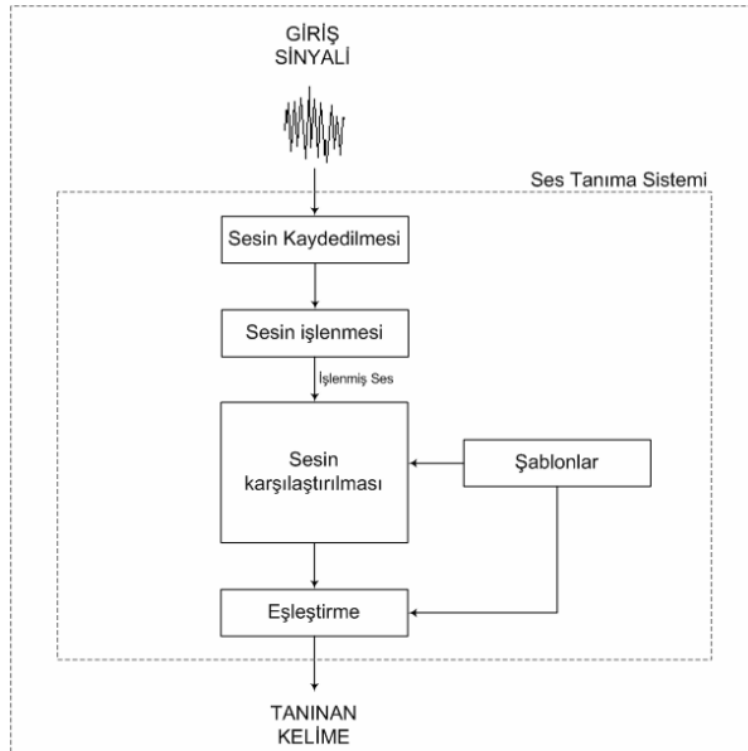 GİRİŞ
SİNYALİ
Ses Tanıma Sistemi
Sesin Kaydedilmesi
Sesin işlenmesi
İşlenmiş Ses
Sesin
karşılaştırılması
Şablonlar
Eşleştirme
TANINAN
KELİME